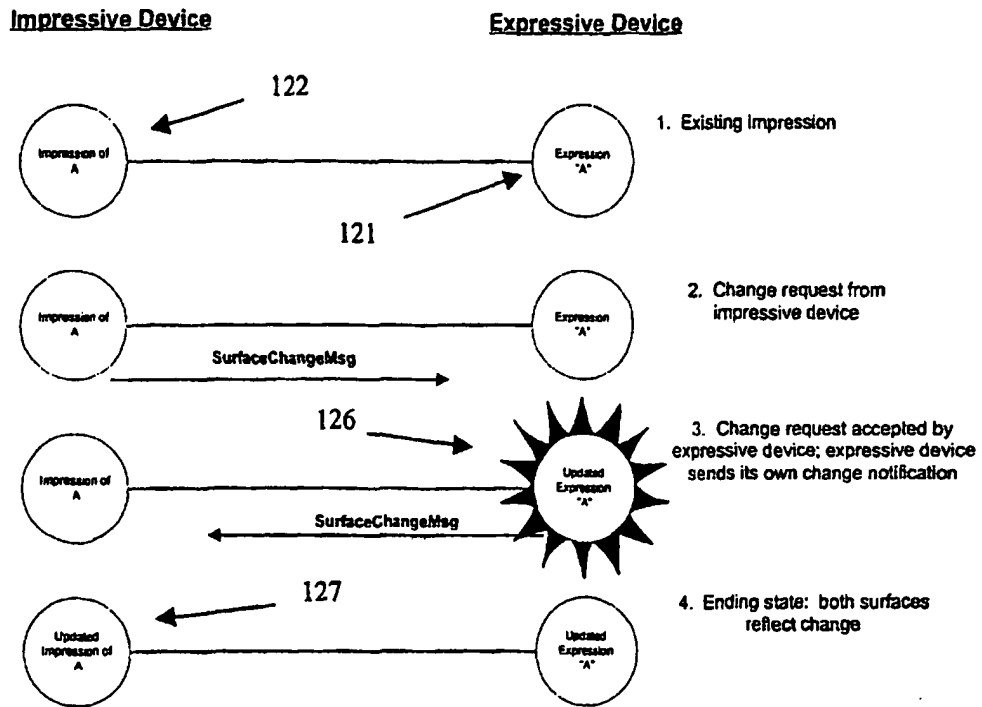 Impressive Device
Expressive Device
122
Impression of
A
Expression
"A"
1. Existing impression
121
Impression of
A
Expression
"A"
2. Change request from
impressive device
SurfaceChangeMsg
126
Impression of
A
Updated
Expression
"A"
3. Change request accepted by
expressive device; expressive device
sends its own change notification
SurfaceChangeMsg
127
Updated
Impression of
A
Updated
Expression
"A"
4. Ending state: both surfaces
reflect change